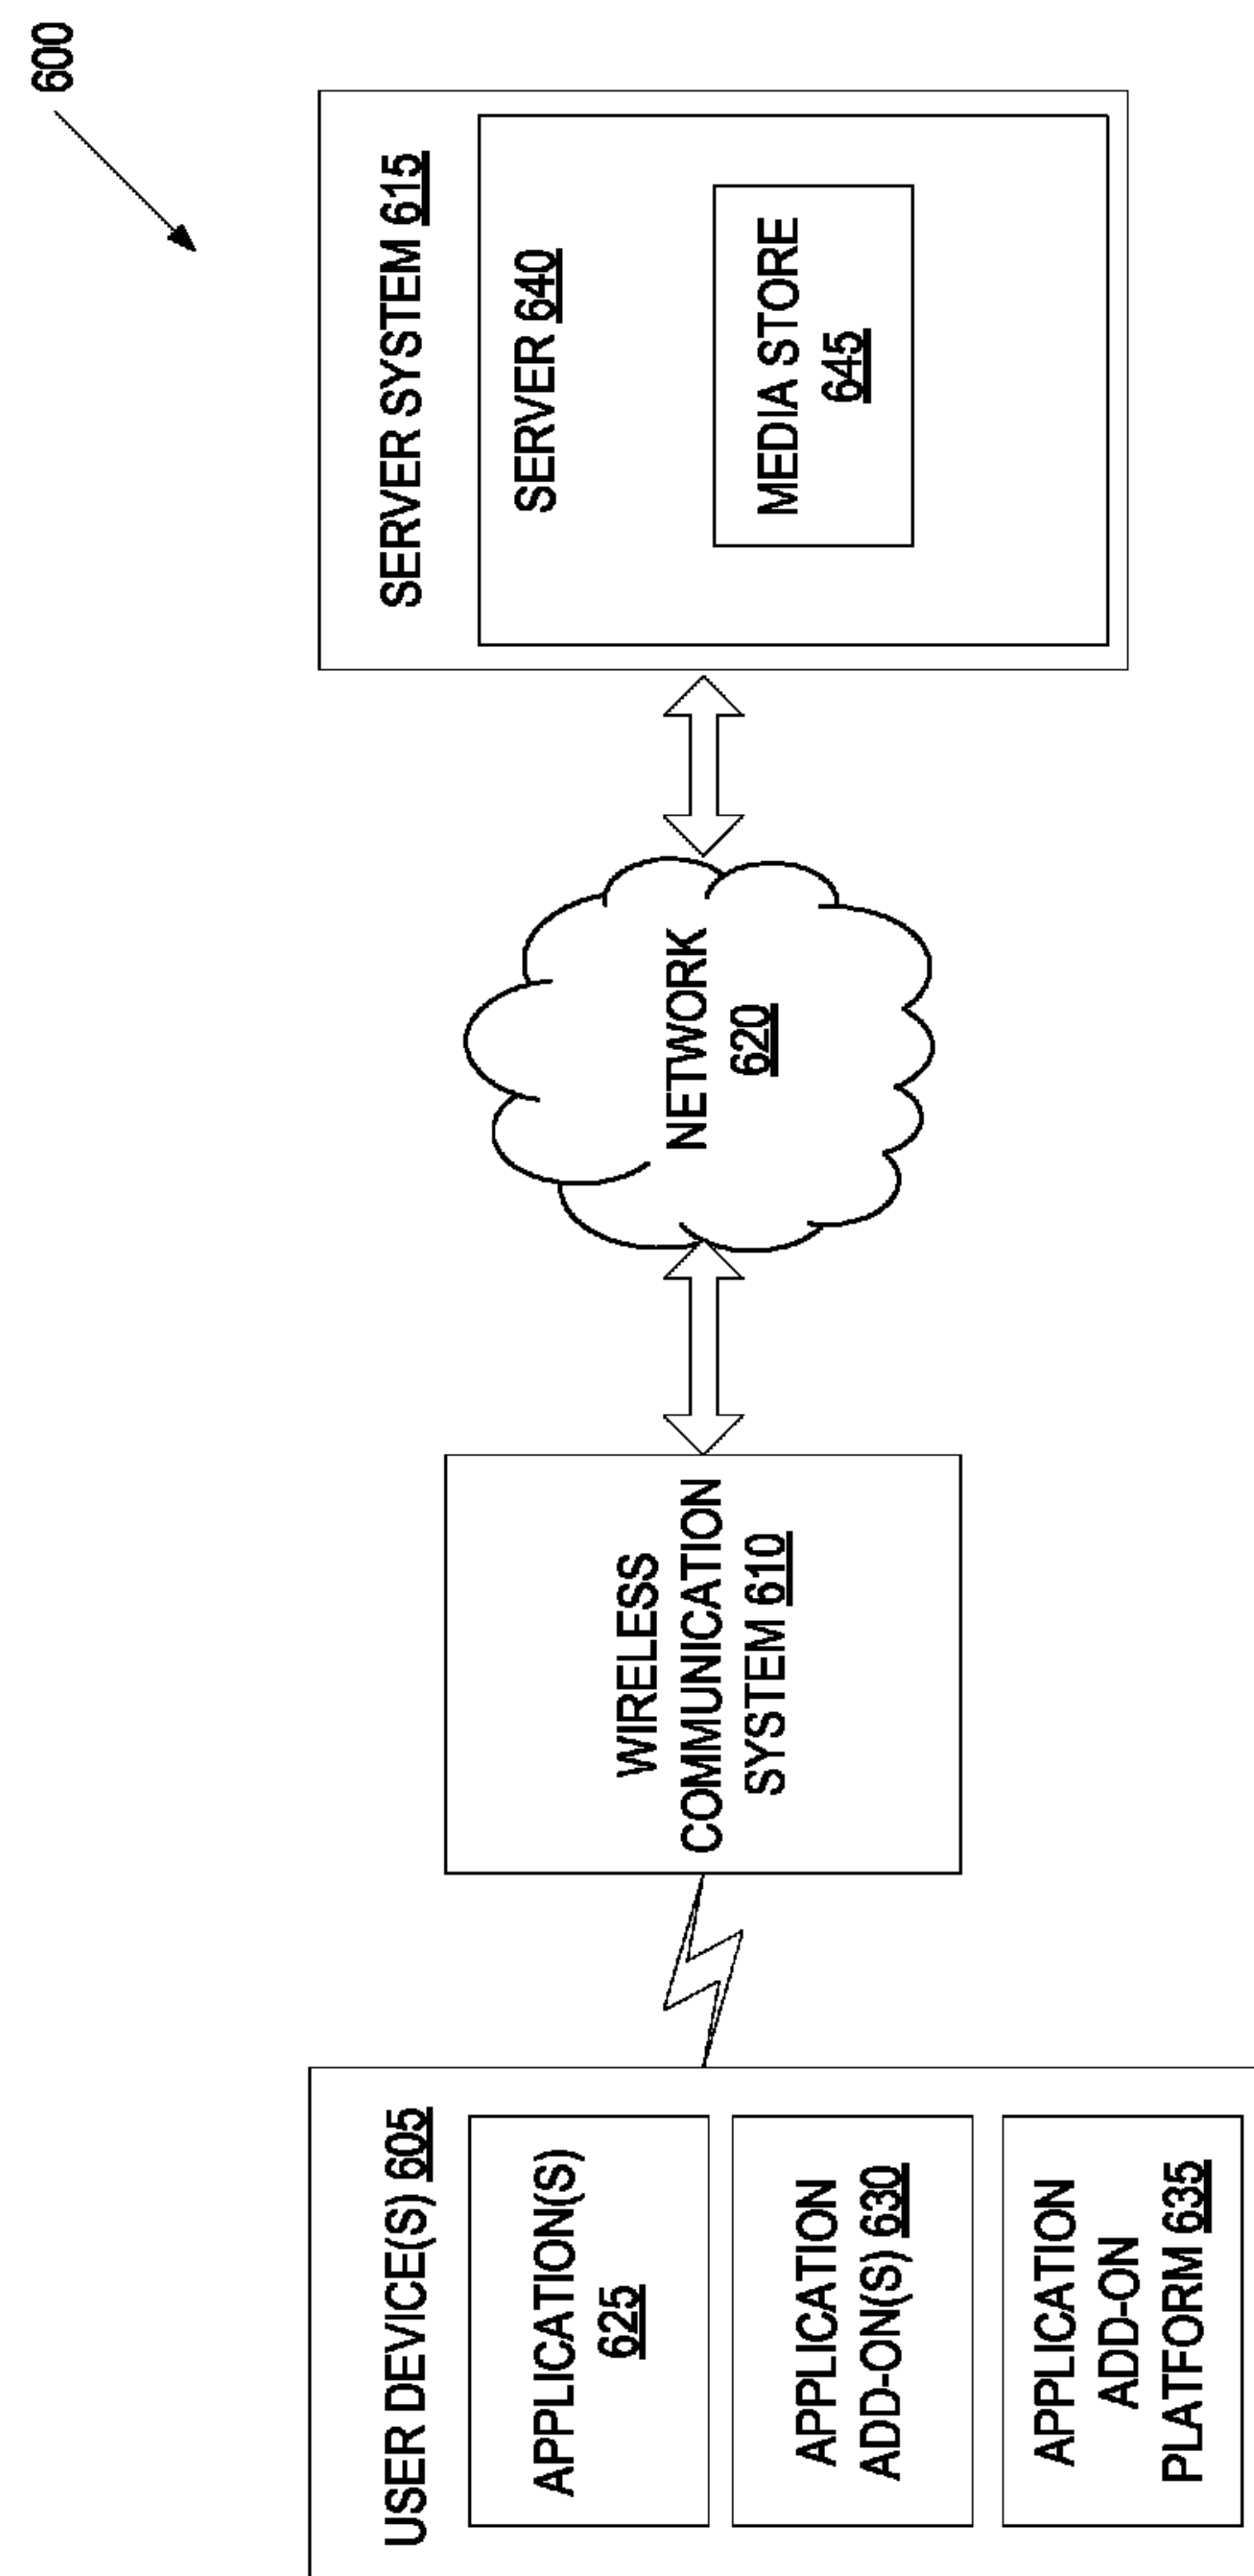 600
USER DEVICE(S) 605
APPLICATION(S)
625
APPLICATION
ADD-ON(S) 630
APPLICATION
ADD-ON
PLATFORM 635
WIRELESS
COMMUNICATION
SYSTEM 610
NETWORK
620
SERVER SYSTEM 615
SERVER 640
MEDIA STORE
645